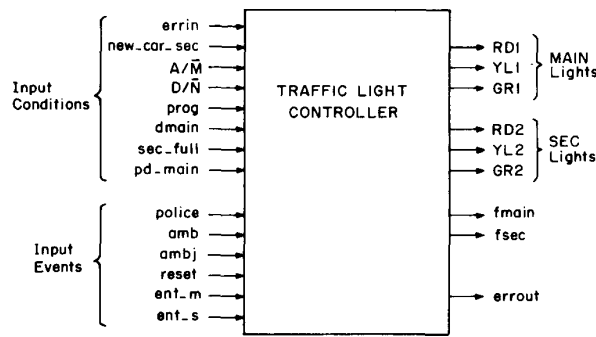 errin
new_car_sec
A/M̄
D/N̄
prog
dmain
sec_full
pd_main
Input
Conditions
police
amb
ambj
reset
ent_m
ent_s
Input
Events
TRAFFIC LIGHT
CONTROLLER
RD1
YL1
GR1
MAIN
Lights
RD2
YL2
GR2
SEC
Lights
fmain
fsec
errout